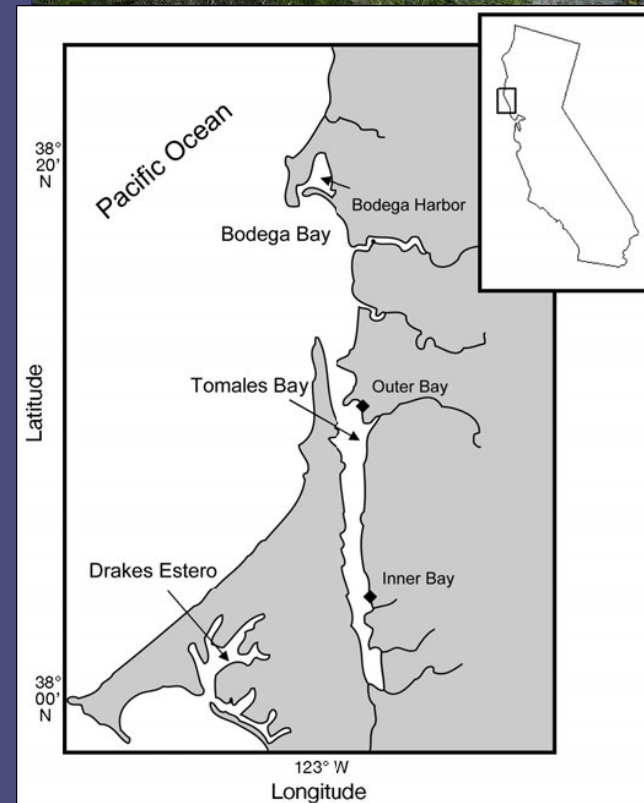 Pacific Ocean
38°
20'
N
Bodega Harbor
Bodega Bay
Tomales Bay
Outer Bay
Latitude
Drakes Estero
Inner Bay
38°
00'
N
123° W
Longitude